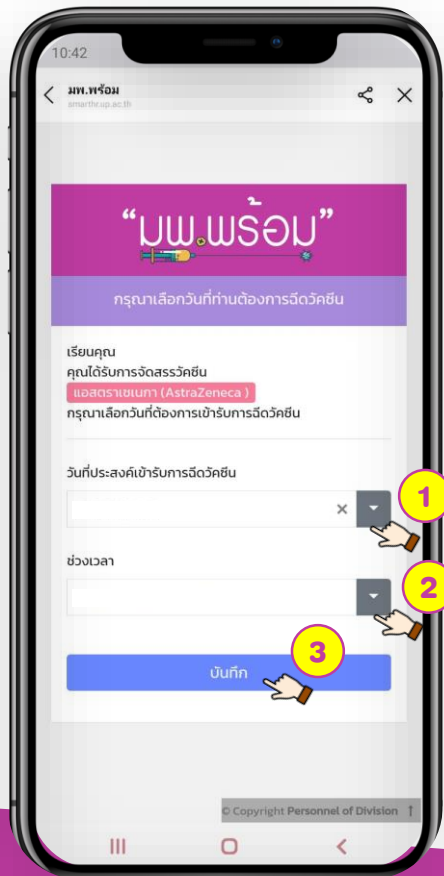 10:42
มพ.พร้อม
smarthr.up.ac.th
“มพ.พร้อม”
กรุณาเลือกวันที่ท่านต้องการฉีดวัคซีน
เรียนคุณ
คุณได้รับการจัดสรรวัคซีน
แอสตราเซเนกา (AstraZeneca )
กรุณาเลือกวันที่ต้องการเข้ารับการฉีดวัคซีน
วันที่ประสงค์เข้ารับการฉีดวัคซีน
1
ช่วงเวลา
2
3
บันทึก
© Copyright Personnel of Division ↑